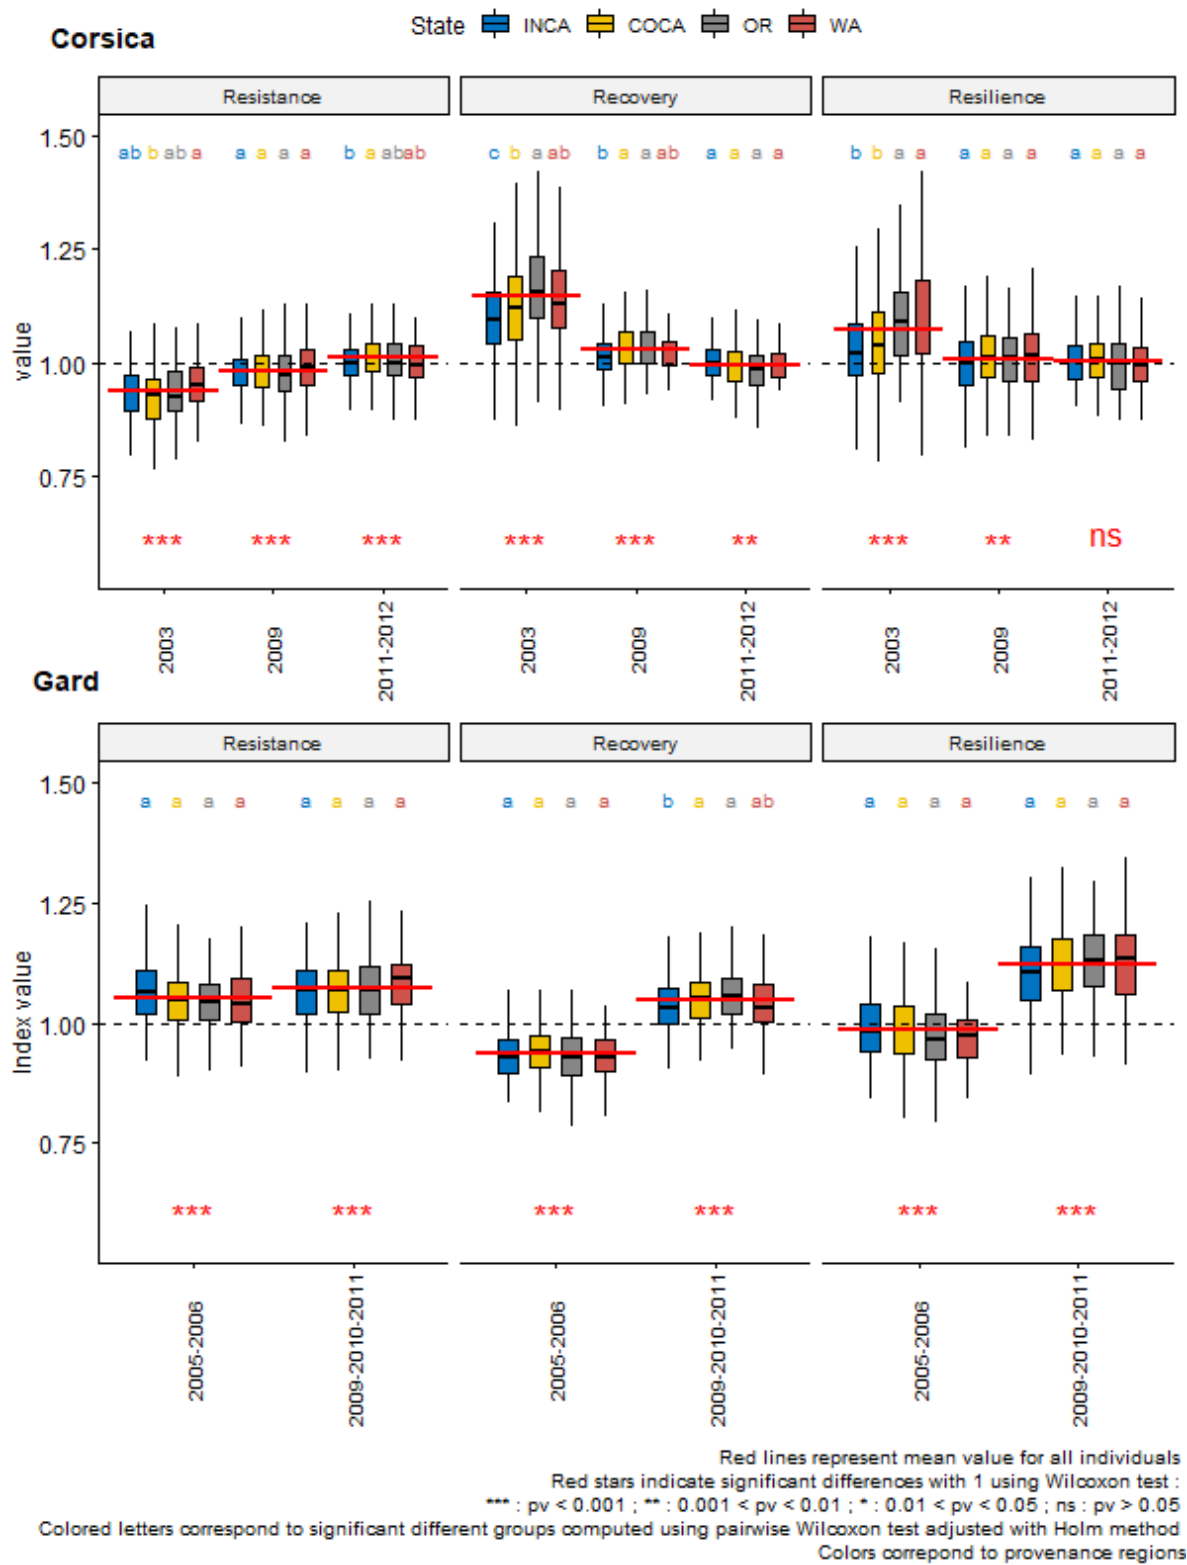 State INCA COCA OR WA
Corsica
Resistance Recovery Resilience
1.50
1.25
1.00
0.75
value
ab b ab a a a a a b a ab ab
c b a ab b a a ab a a a a
b b a a a a a a a a a a
*** *** ***
*** *** **
*** ** ns
2003 2009 2011-2012
2003 2009 2011-2012
2003 2009 2011-2012
Gard
Resistance Recovery Resilience
1.50
1.25
1.00
0.75
Index value
a a a a a a a a
a a a a b a a ab
a a a a a a a a
*** ***
*** ***
*** ***
2005-2006 2009-2010-2011
2005-2006 2009-2010-2011
2005-2006 2009-2010-2011
Red lines represent mean value for all individuals
Red stars indicate significant differences with 1 using Wilcoxon test :
*** : pv < 0.001 ; ** : 0.001 < pv < 0.01 ; * : 0.01 < pv < 0.05 ; ns : pv > 0.05
Colored letters correspond to significant different groups computed using pairwise Wilcoxon test adjusted with Holm method
Colors correpond to provenance regions